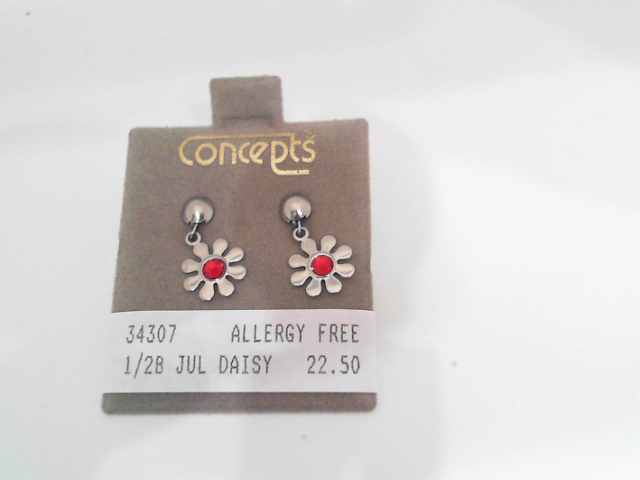 Concepts
34307 ALLERGY FREE
1/2B JUL DAISY 22.50